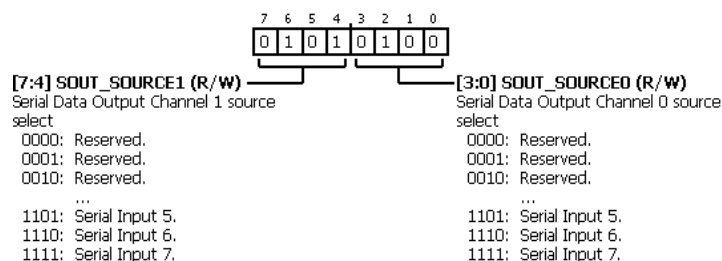 7 6 5 4 3 2 1 0
0 1 0 1 0 1 0 0
[7:4] SOUT_SOURCE1 (R/W)
Serial Data Output Channel 1 source
select
0000: Reserved.
0001: Reserved.
0010: Reserved.
...
1101: Serial Input 5.
1110: Serial Input 6.
1111: Serial Input 7.
[3:0] SOUT_SOURCE0 (R/W)
Serial Data Output Channel 0 source
select
0000: Reserved.
0001: Reserved.
0010: Reserved.
...
1101: Serial Input 5.
1110: Serial Input 6.
1111: Serial Input 7.